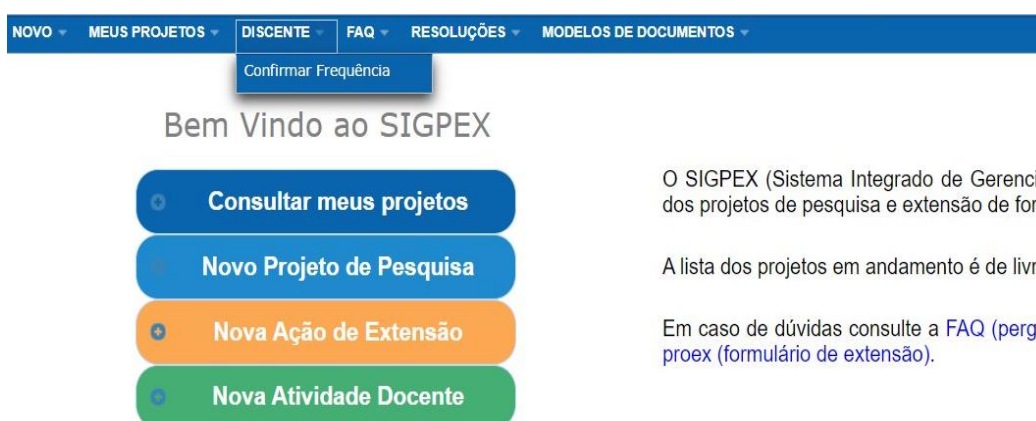 NOVO MEUS PROJETOS DISCENTE FAQ RESOLUÇÕES MODELOS DE DOCUMENTOS
Confirmar Frequência
Bem Vindo ao SIGPEX
Consultar meus projetos
Novo Projeto de Pesquisa
Nova Ação de Extensão
Nova Atividade Docente
O SIGPEX (Sistema Integrado de Gerenci
dos projetos de pesquisa e extensão de for
A lista dos projetos em andamento é de livr
Em caso de dúvidas consulte a FAQ (perg
proex (formulário de extensão).